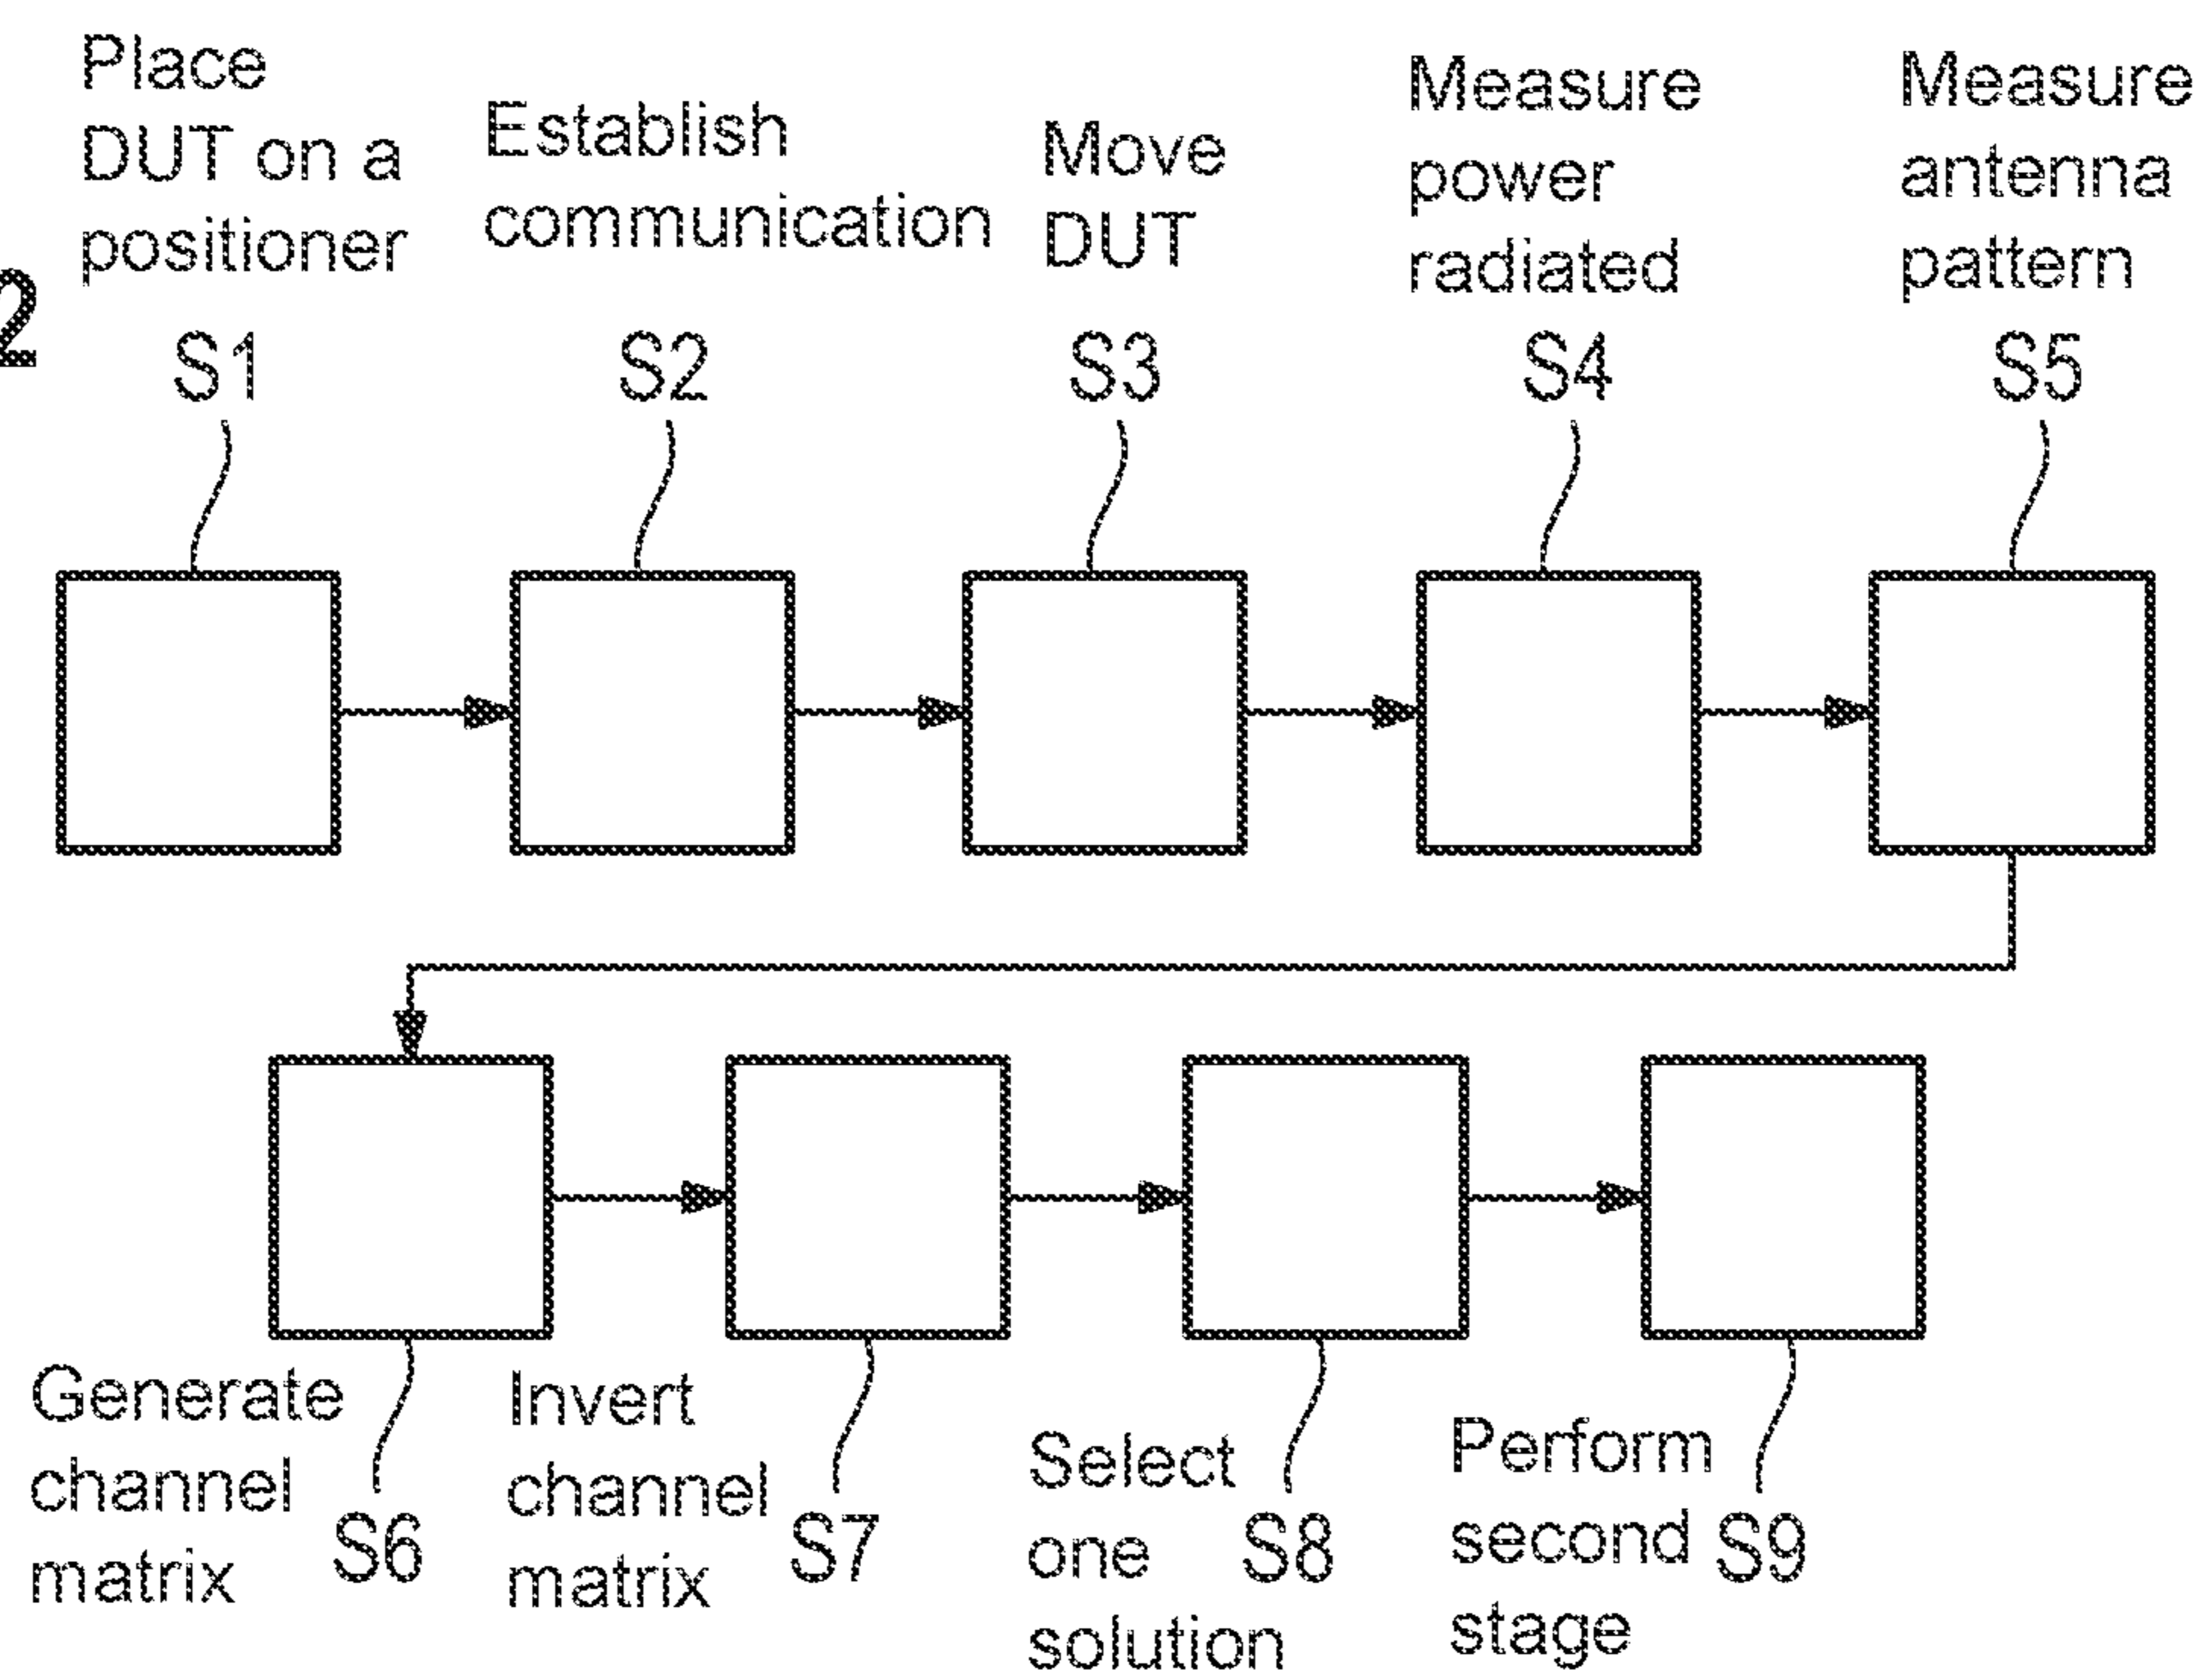 Place
DUT on a
positioner
2
S1
Establish
communication
S2
Move
DUT
S3
Measure
power
radiated
S4
Measure
antenna
pattern
S5
Generate
channel
matrix
S6
Invert
channel
matrix
S7
Select
one
solution
S8
Perform
second
stage
S9